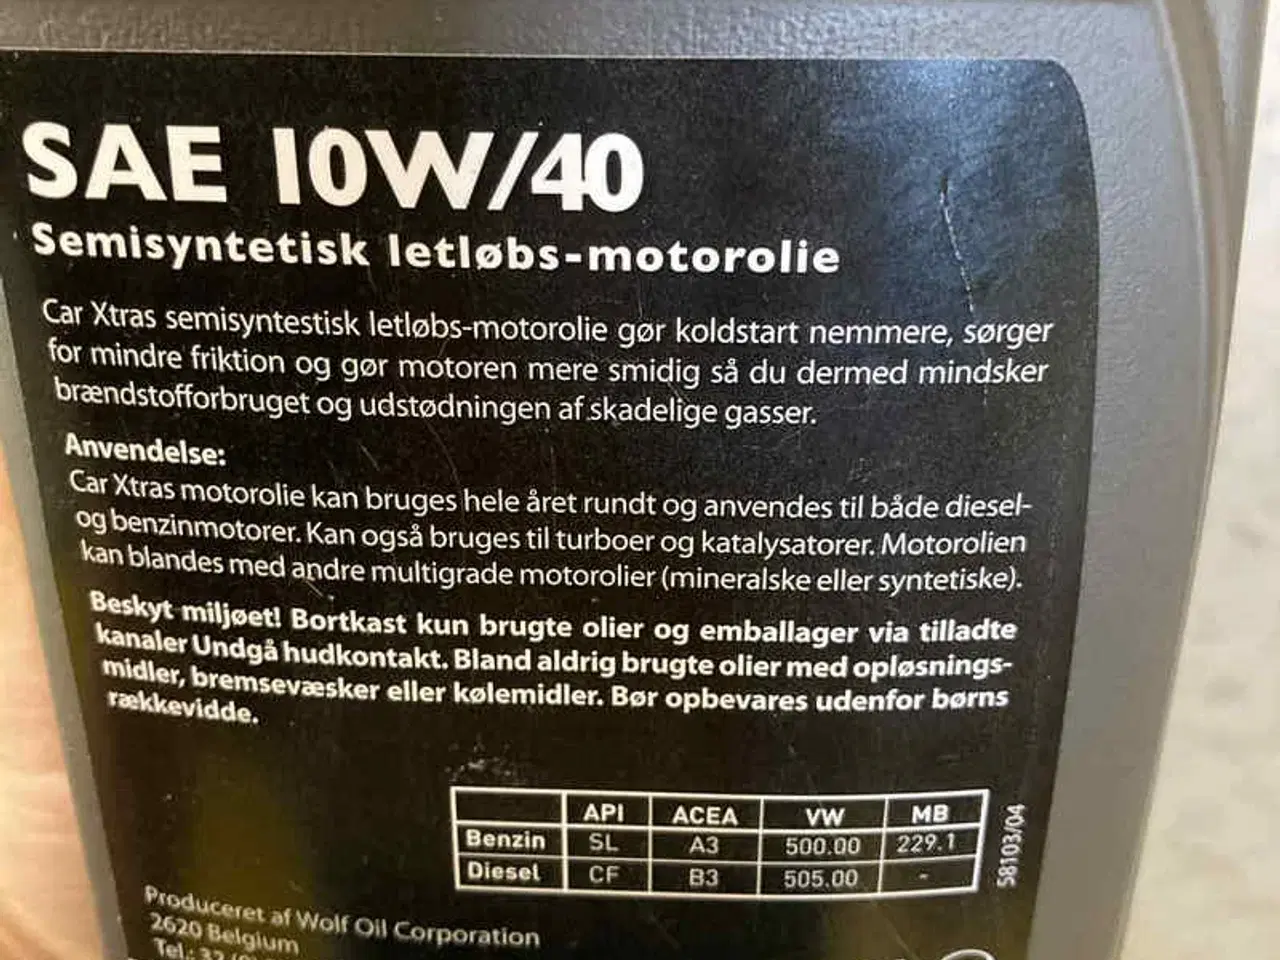 SAE 10W/40
Semisyntetisk letløbs-motorolie
Car Xtras semisyntestisk letløbs-motorolie gør koldstart nemmere, sørger
for mindre friktion og gør motoren mere smidig så du dermed mindsker
brændstofforbruget og udstødningen af skadelige gasser.
Anvendelse:
Car Xtras motorolie kan bruges hele året rundt og anvendes til både diesel-
og benzinmotorer. Kan også bruges til turboer og katalysatorer. Motorolien
kan blandes med andre multigrade motorolier (mineralske eller syntetiske).
Beskyt miljøet! Bortkast kun brugte olier og emballager via tilladte
kanaler Undgå hudkontakt. Bland aldrig brugte olier med opløsnings-
midler, bremsevæsker eller kølemidler. Bør opbevares udenfor børns
rækkevidde.
API ACEA VW MB
Benzin SL A3 500.00 229.1
Diesel CF B3 505.00 -
58103/04
Produceret af Wolf Oil Corporation
2620 Belgium
Tel.: 32